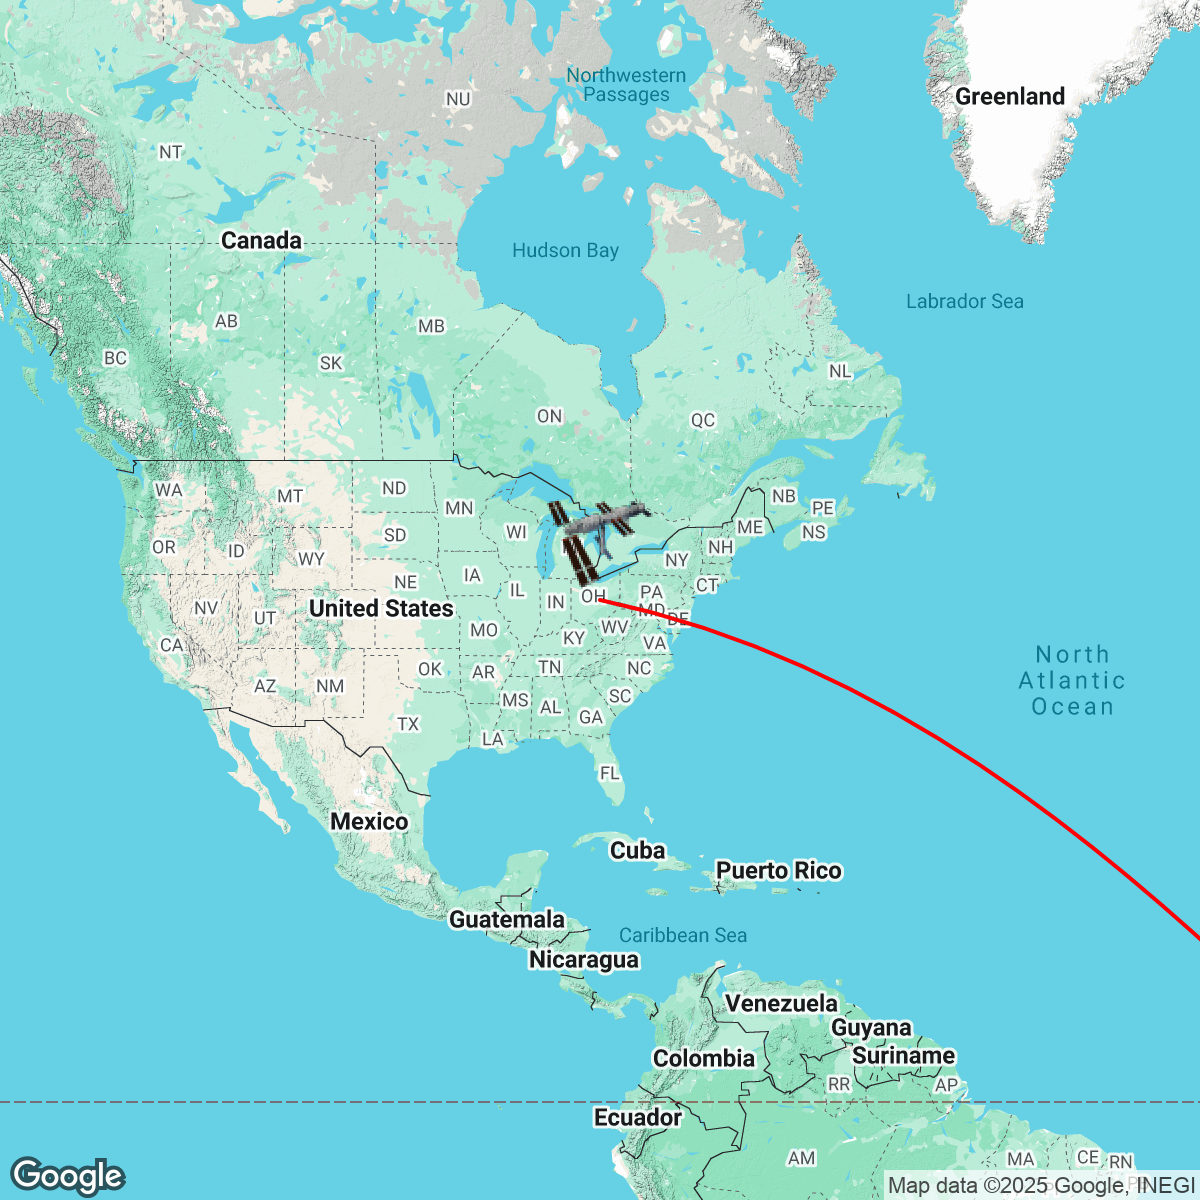 Northwestern
Passages
Greenland
NU
NT
Canada
Hudson Bay
Labrador Sea
AB
MB
BC
SK
NL
ON
QC
WA
MT
ND
MN
NB
PE
OR
ID
WY
SD
WI
ME
NS
NH
NY
NE
IA
IL
IN
OH
PA
CT
MD
DE
NV
UT
United States
CA
MO
KY
WV
VA
AZ
NM
OK
AR
TN
NC
SC
MS
AL
GA
TX
LA
FL
North
Atlantic
Ocean
Mexico
Cuba
Puerto Rico
Guatemala
Caribbean Sea
Nicaragua
Venezuela
Guyana
Suriname
Colombia
RR
AP
Ecuador
AM
MA
CE
RN
Google
Map data ©2025 Google, INEGI